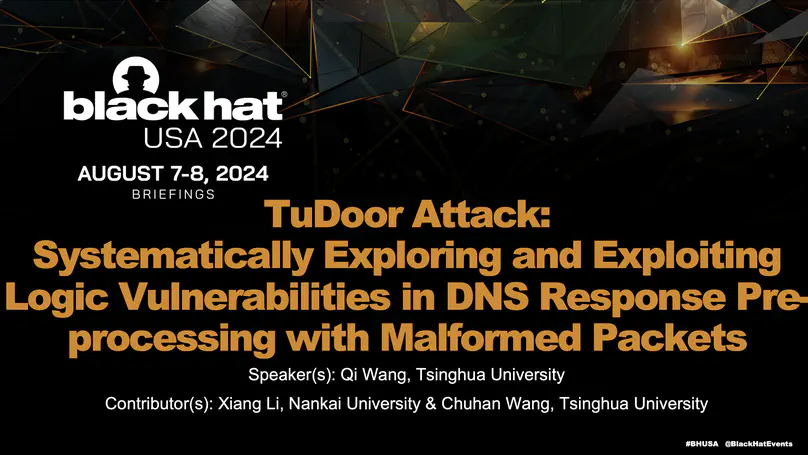 black hat®
USA 2024
AUGUST 7-8, 2024
BRIEFINGS
TuDoor Attack:
Systematically Exploring and Exploiting
Logic Vulnerabilities in DNS Response Pre-
processing with Malformed Packets
Speaker(s): Qi Wang, Tsinghua University
Contributor(s): Xiang Li, Nankai University & Chuhan Wang, Tsinghua University
#BHUSA @BlackHatEvents